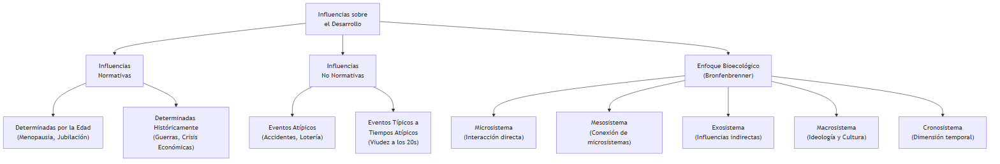 Influencias sobre
el Desarrollo
Influencias
Normativas
Influencias
No Normativas
Enfoque Bioecológico
(Bronfenbrenner)
Determinadas por la Edad
(Menopausia, Jubilación)
Determinadas
Históricamente
(Guerras, Crisis
Económicas)
Eventos Atípicos
(Accidentes, Lotería)
Eventos Típicos a
Tiempos Atípicos
(Viudez a los 20s)
Microsistema
(Interacción directa)
Mesosistema
(Conexión de
microsistemas)
Exosistema
(Influencias indirectas)
Macrosistema
(Ideología y Cultura)
Cronosistema
(Dimensión temporal)